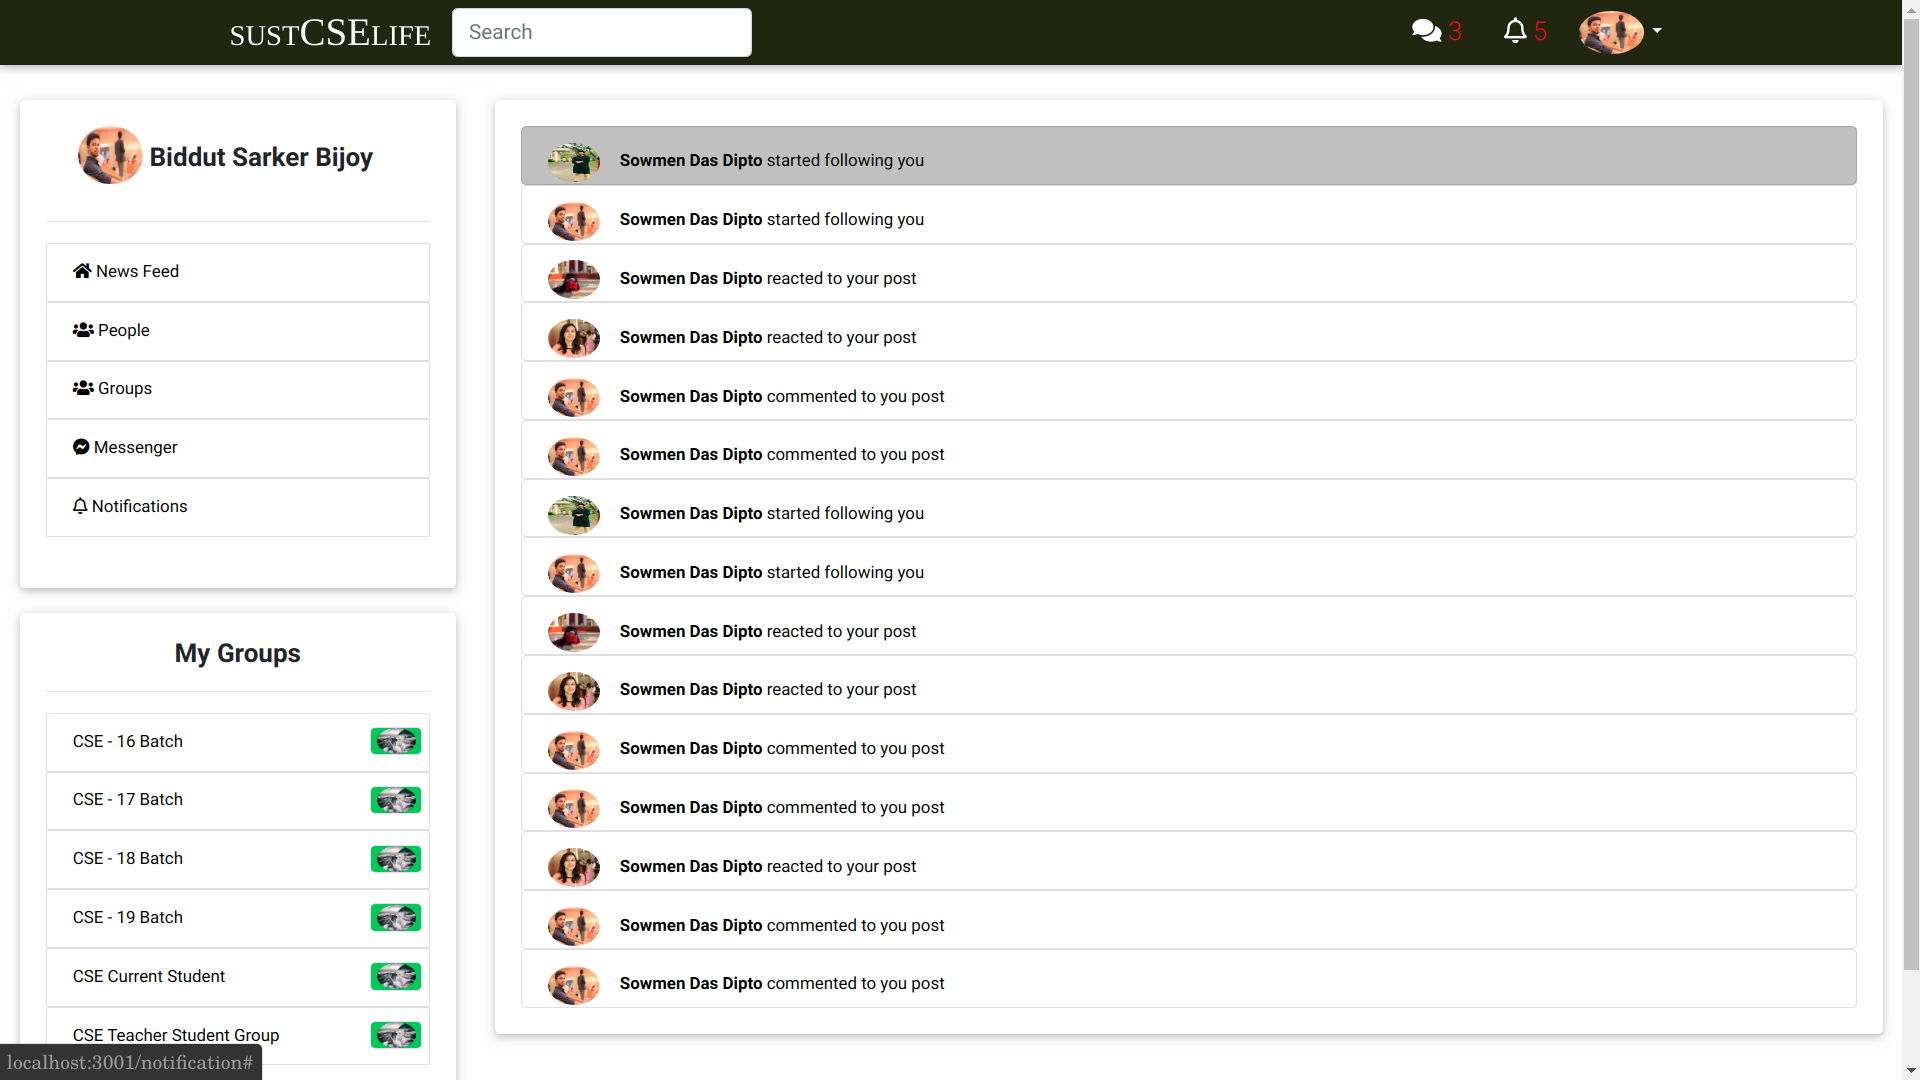 SUSTCSELIFE
Search
3
5
Biddut Sarker Bijoy
News Feed
People
Groups
Messenger
Notifications
My Groups
CSE - 16 Batch
CSE - 17 Batch
CSE - 18 Batch
CSE - 19 Batch
CSE Current Student
CSE Teacher Student Group
Sowmen Das Dipto started following you
Sowmen Das Dipto started following you
Sowmen Das Dipto reacted to your post
Sowmen Das Dipto reacted to your post
Sowmen Das Dipto commented to you post
Sowmen Das Dipto commented to you post
Sowmen Das Dipto started following you
Sowmen Das Dipto started following you
Sowmen Das Dipto reacted to your post
Sowmen Das Dipto reacted to your post
Sowmen Das Dipto commented to you post
Sowmen Das Dipto commented to you post
Sowmen Das Dipto reacted to your post
Sowmen Das Dipto commented to you post
Sowmen Das Dipto commented to you post
localhost:3001/notification#